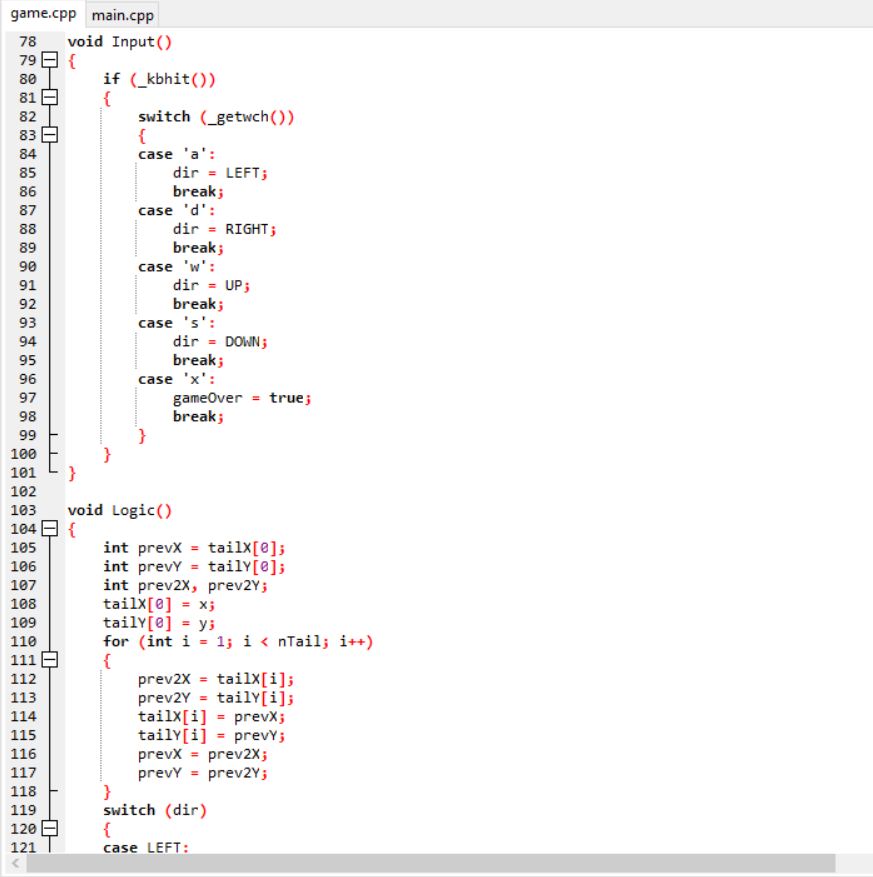 game.cpp main.cpp
78 void Input()
79 {
80     if (_kbhit())
81     {
82         switch (_getwch())
83         {
84         case 'a':
85             dir = LEFT;
86             break;
87         case 'd':
88             dir = RIGHT;
89             break;
90         case 'w':
91             dir = UP;
92             break;
93         case 's':
94             dir = DOWN;
95             break;
96         case 'x':
97             gameOver = true;
98             break;
99         }
100     }
101 }
102
103 void Logic()
104 {
105     int prevX = tailX[0];
106     int prevY = tailY[0];
107     int prev2X, prev2Y;
108     tailX[0] = x;
109     tailY[0] = y;
110     for (int i = 1; i < nTail; i++)
111     {
112         prev2X = tailX[i];
113         prev2Y = tailY[i];
114         tailX[i] = prevX;
115         tailY[i] = prevY;
116         prevX = prev2X;
117         prevY = prev2Y;
118     }
119     switch (dir)
120     {
121     case LEFT: